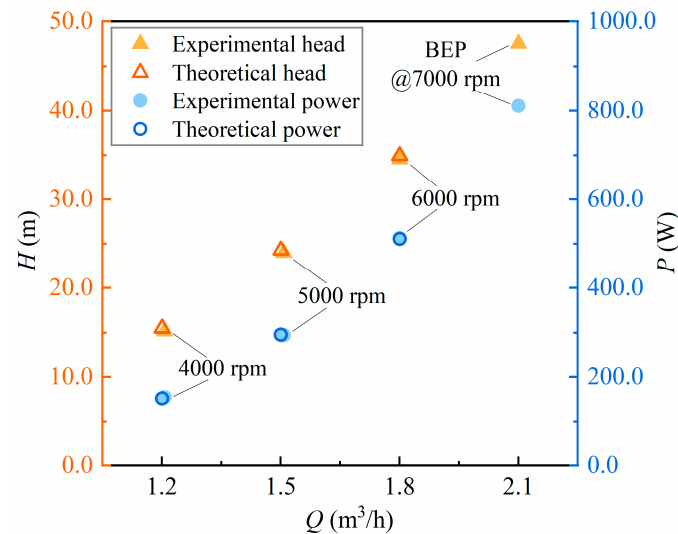 50.0
40.0
30.0
20.0
10.0
0.0
H (m)
Experimental head
Theoretical head
Experimental power
Theoretical power
BEP
@7000 rpm
6000 rpm
5000 rpm
4000 rpm
1000.0
800.0
600.0
400.0
200.0
0.0
P (W)
1.2 1.5 1.8 2.1
Q (m³/h)